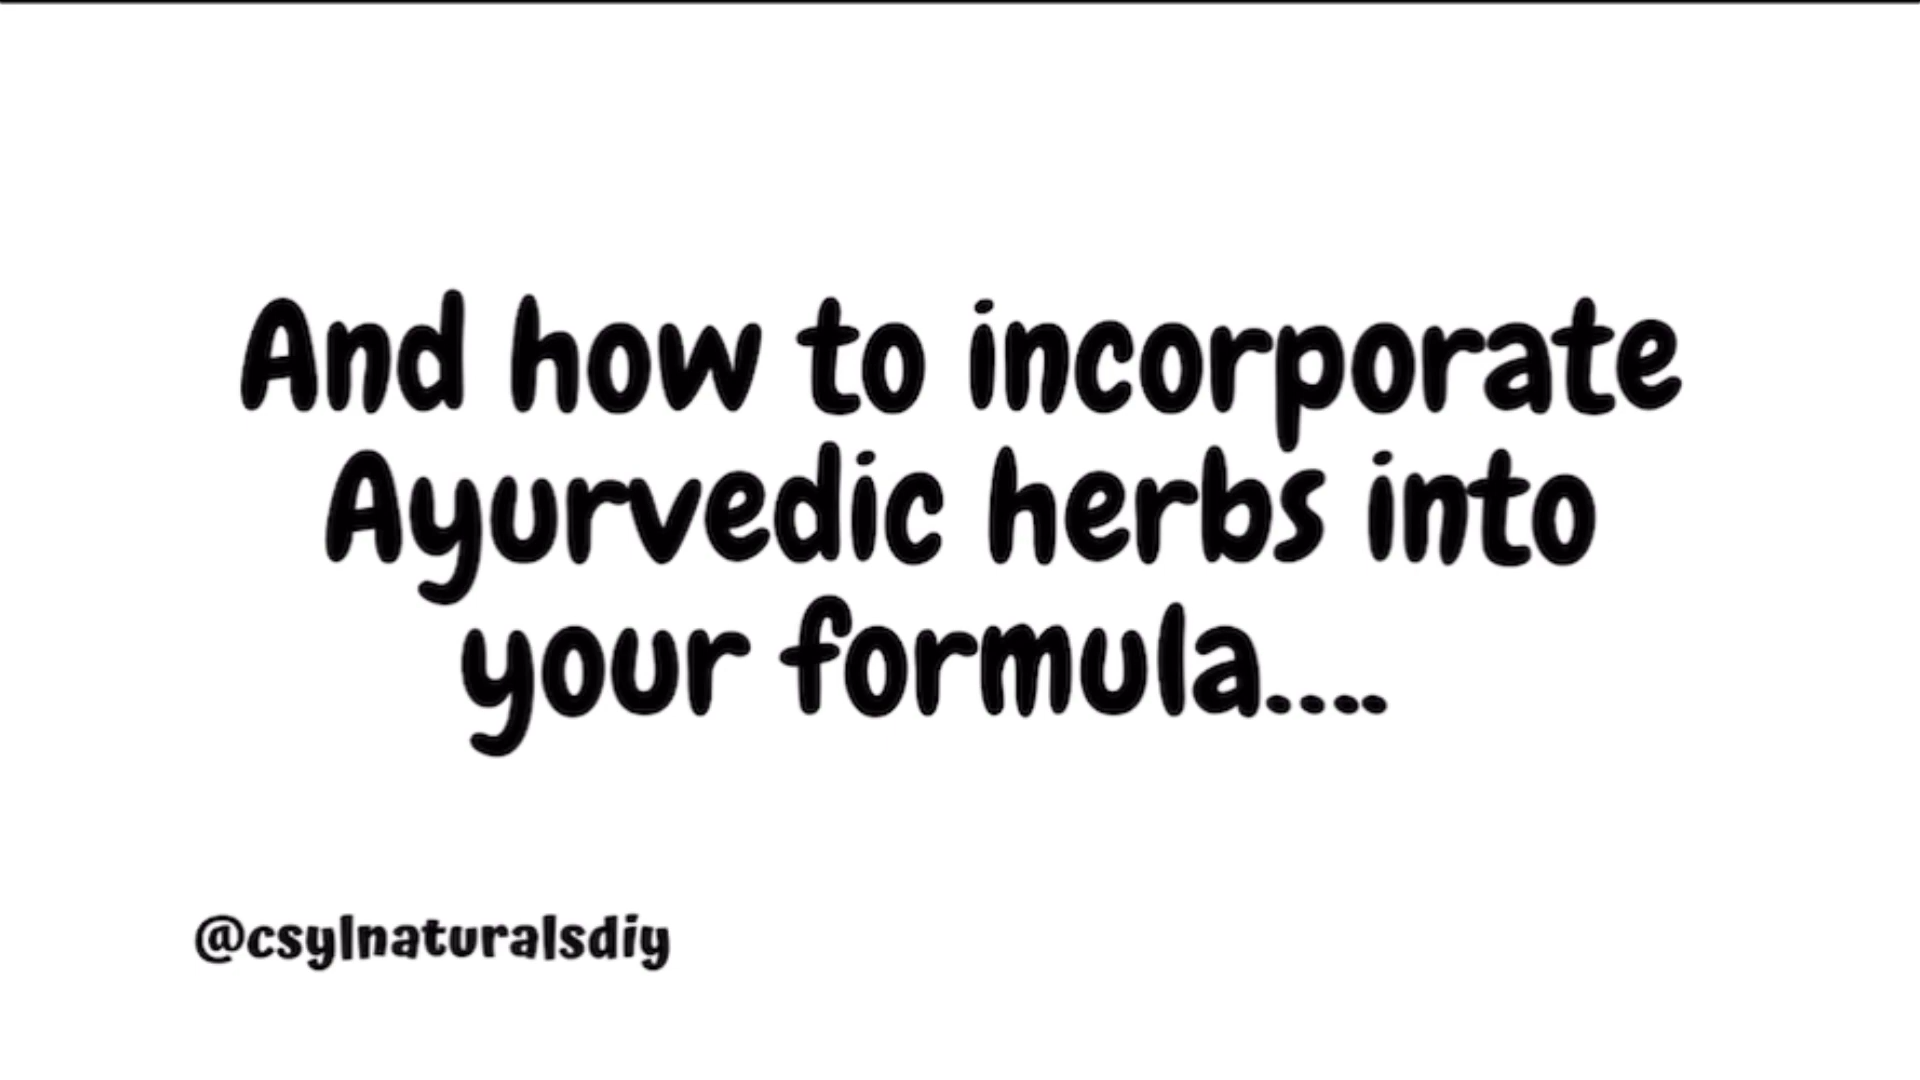 And how to incorporate
Ayurvedic herbs into
your formula....
@csylnaturalsdiy